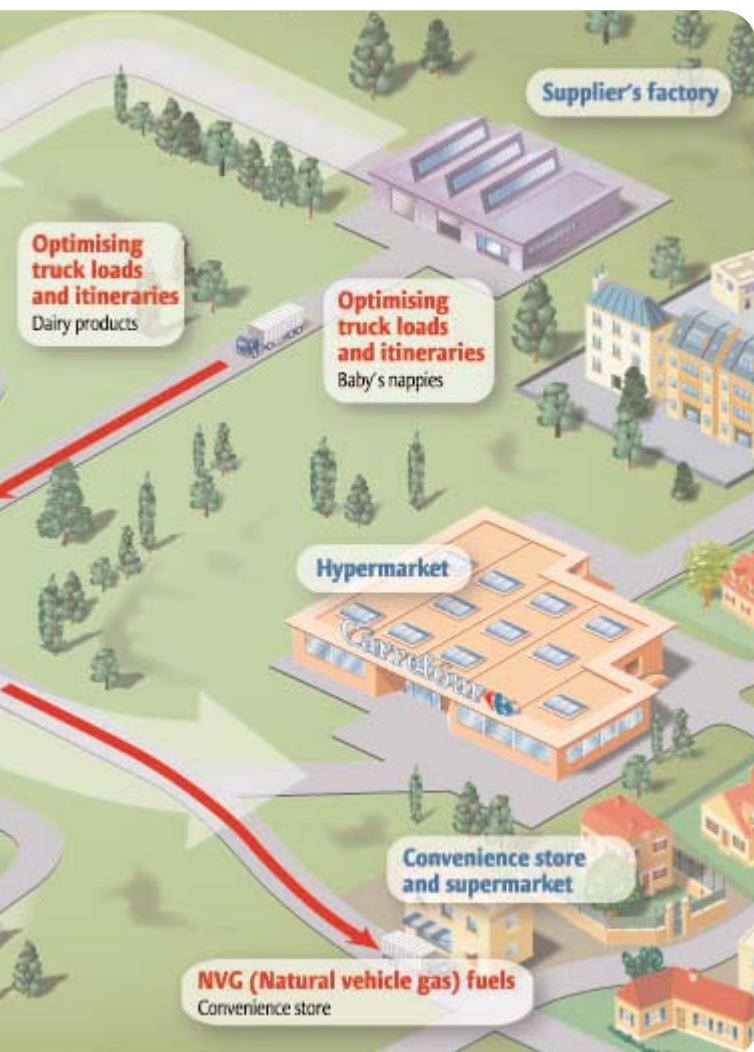 Supplier's factory
Optimising
truck loads
and itineraries
Dairy products
Optimising
truck loads
and itineraries
Baby's nappies
Hypermarket
Carrefour
Convenience store
and supermarket
NVG (Natural vehicle gas) fuels
Convenience store